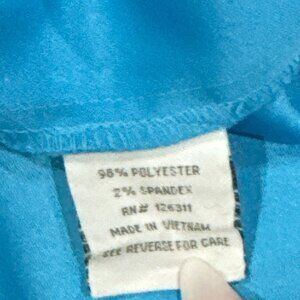 98% POLYESTER
2% SPANDEX
RN# 126311
MADE IN VIETNAM
SEE REVERSE FOR CARE